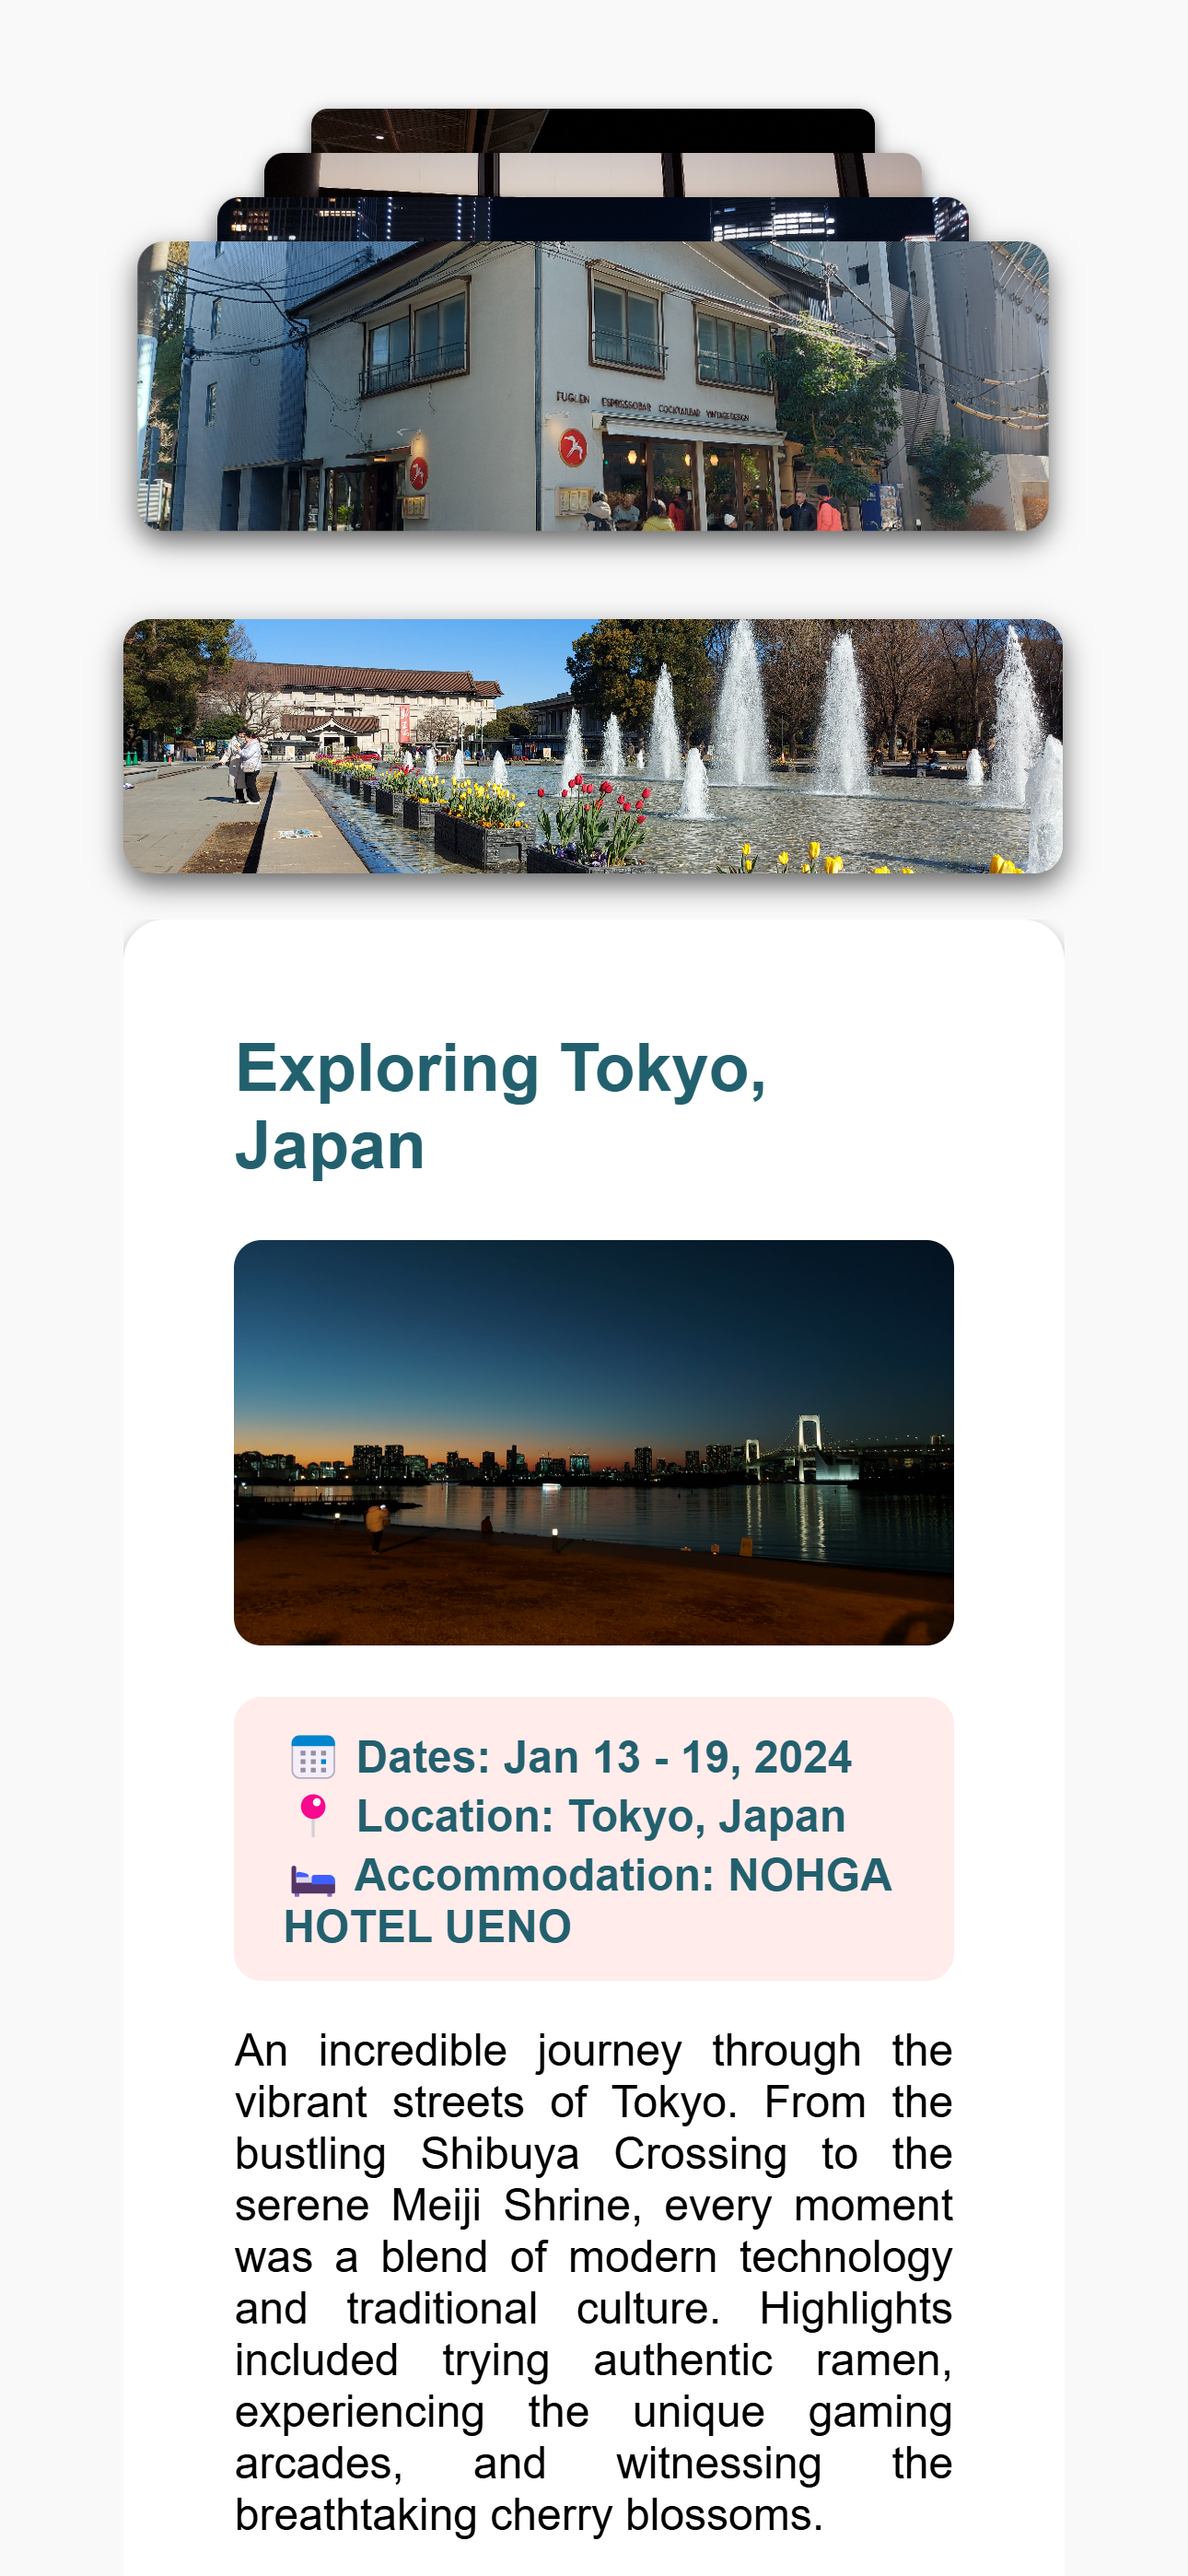 FUGLEN ESPRESSOBAR COCKTAILBAR VINTAGEDESIGN
Exploring Tokyo,
Japan
Dates: Jan 13 - 19, 2024
Location: Tokyo, Japan
Accommodation: NOHGA
HOTEL UENO
An incredible journey through the
vibrant streets of Tokyo. From the
bustling Shibuya Crossing to the
serene Meiji Shrine, every moment
was a blend of modern technology
and traditional culture. Highlights
included trying authentic ramen,
experiencing the unique gaming
arcades, and witnessing the
breathtaking cherry blossoms.